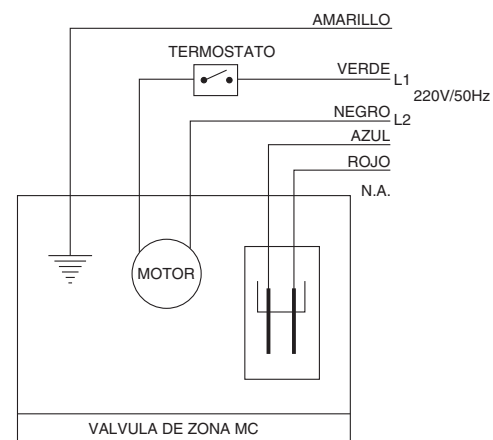 AMARILLO
TERMOSTATO
VERDE
L1
220V/50Hz
NEGRO
L2
AZUL
ROJO
N.A.
MOTOR
VALVULA DE ZONA MC